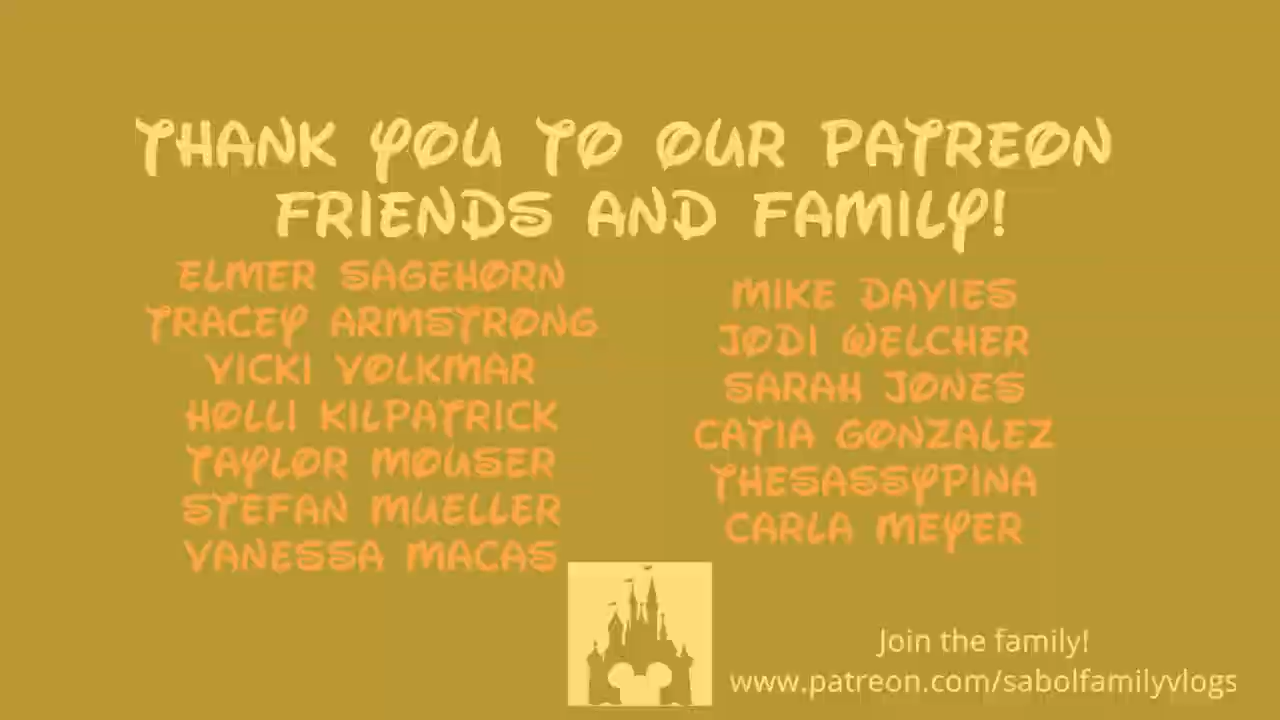 THANK YOU TO OUR PATREON
FRIENDS AND FAMILY!
ELMER SAGEHORN
TRACEY ARMSTRONG
VICKI VOLKMAR
HOLLI KILPATRICK
TAYLOR MOUSER
STEFAN MUELLER
VANESSA MACAS
MIKE DAVIES
JODI WELCHER
SARAH JONES
CATIA GONZALEZ
THESASSYPINA
CARLA MEYER
Join the family!
www.patreon.com/sabolfamilyvlogs